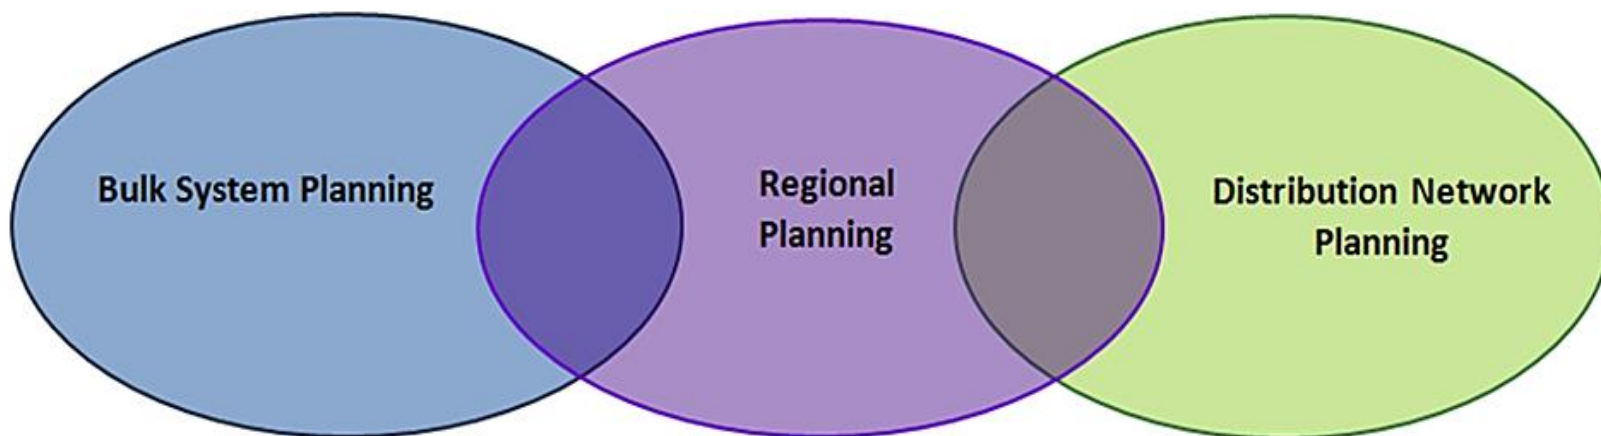 Bulk System Planning
Regional
Planning
Distribution Network
Planning